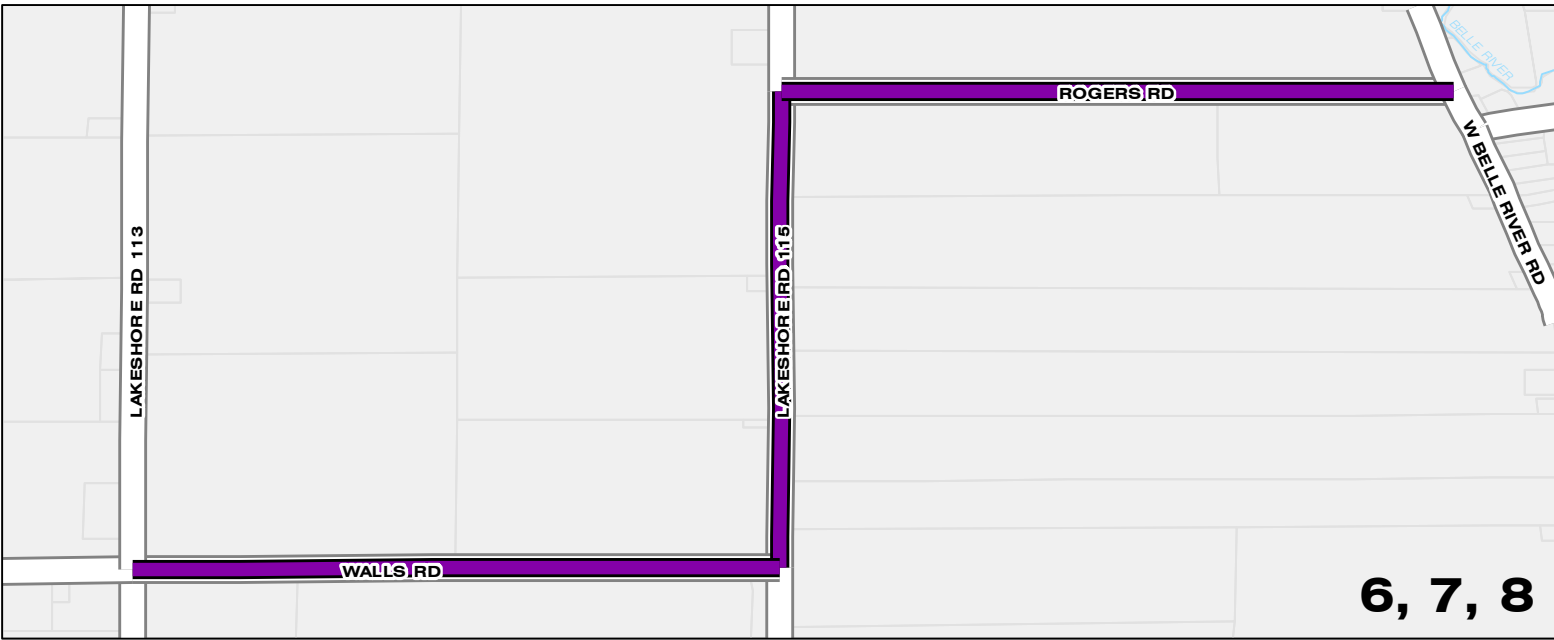 BELLE RIVER
ROGERS RD
W BELLE RIVER RD
LAKESHORE RD 113
LAKESHORE RD 115
WALLS RD
6, 7, 8